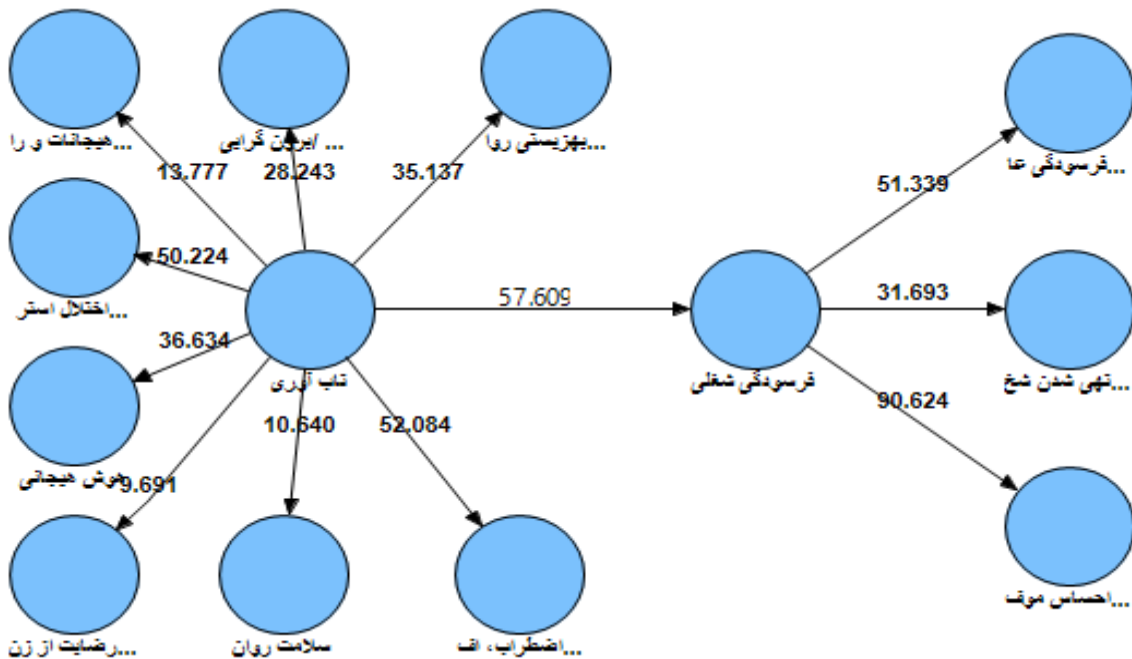 هیجانات و را...
برون گرایی/ ...
بهزیستی روا...
فرسودگی عا...
13.777
28.243
35.137
51.339
اختلال استر...
50.224
57.609
31.693
36.634
تاب آوری
فرسودگی شغلی
تهی شدن شخ...
هوش هیجانی
9.691
10.640
52.084
90.624
رضایت از زن...
سلامت روان
اضطراب، اف...
احساس موف...